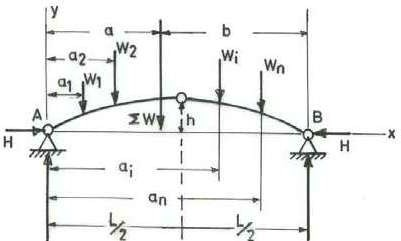 y
a b
a2
W2 Wi Wn
a1 W1
A ΣW h B
H H x
ai
an
L/2 L/2